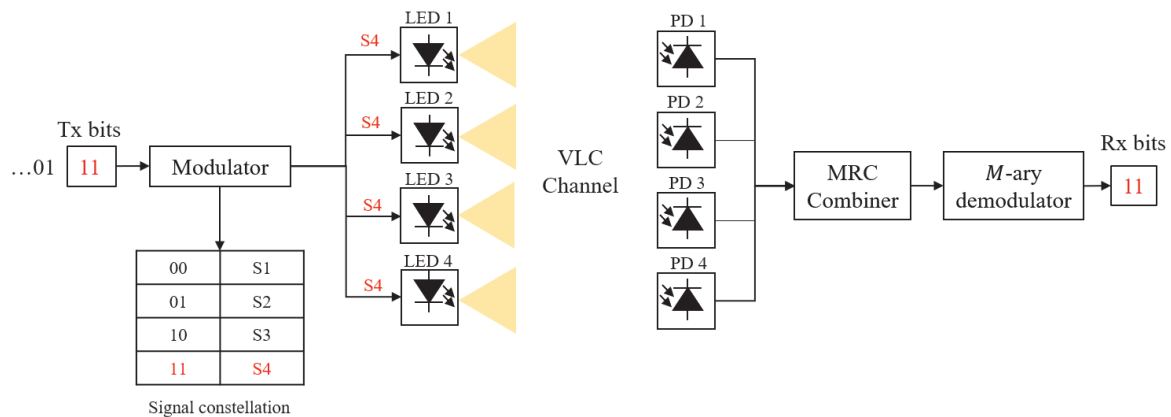 LED 1
S4
PD 1
LED 2
S4
PD 2
Tx bits
...01 11
Modulator
VLC
Channel
LED 3
S4
PD 3
MRC
Combiner
M-ary
demodulator
Rx bits
11
LED 4
S4
PD 4
00 S1
01 S2
10 S3
11 S4
Signal constellation